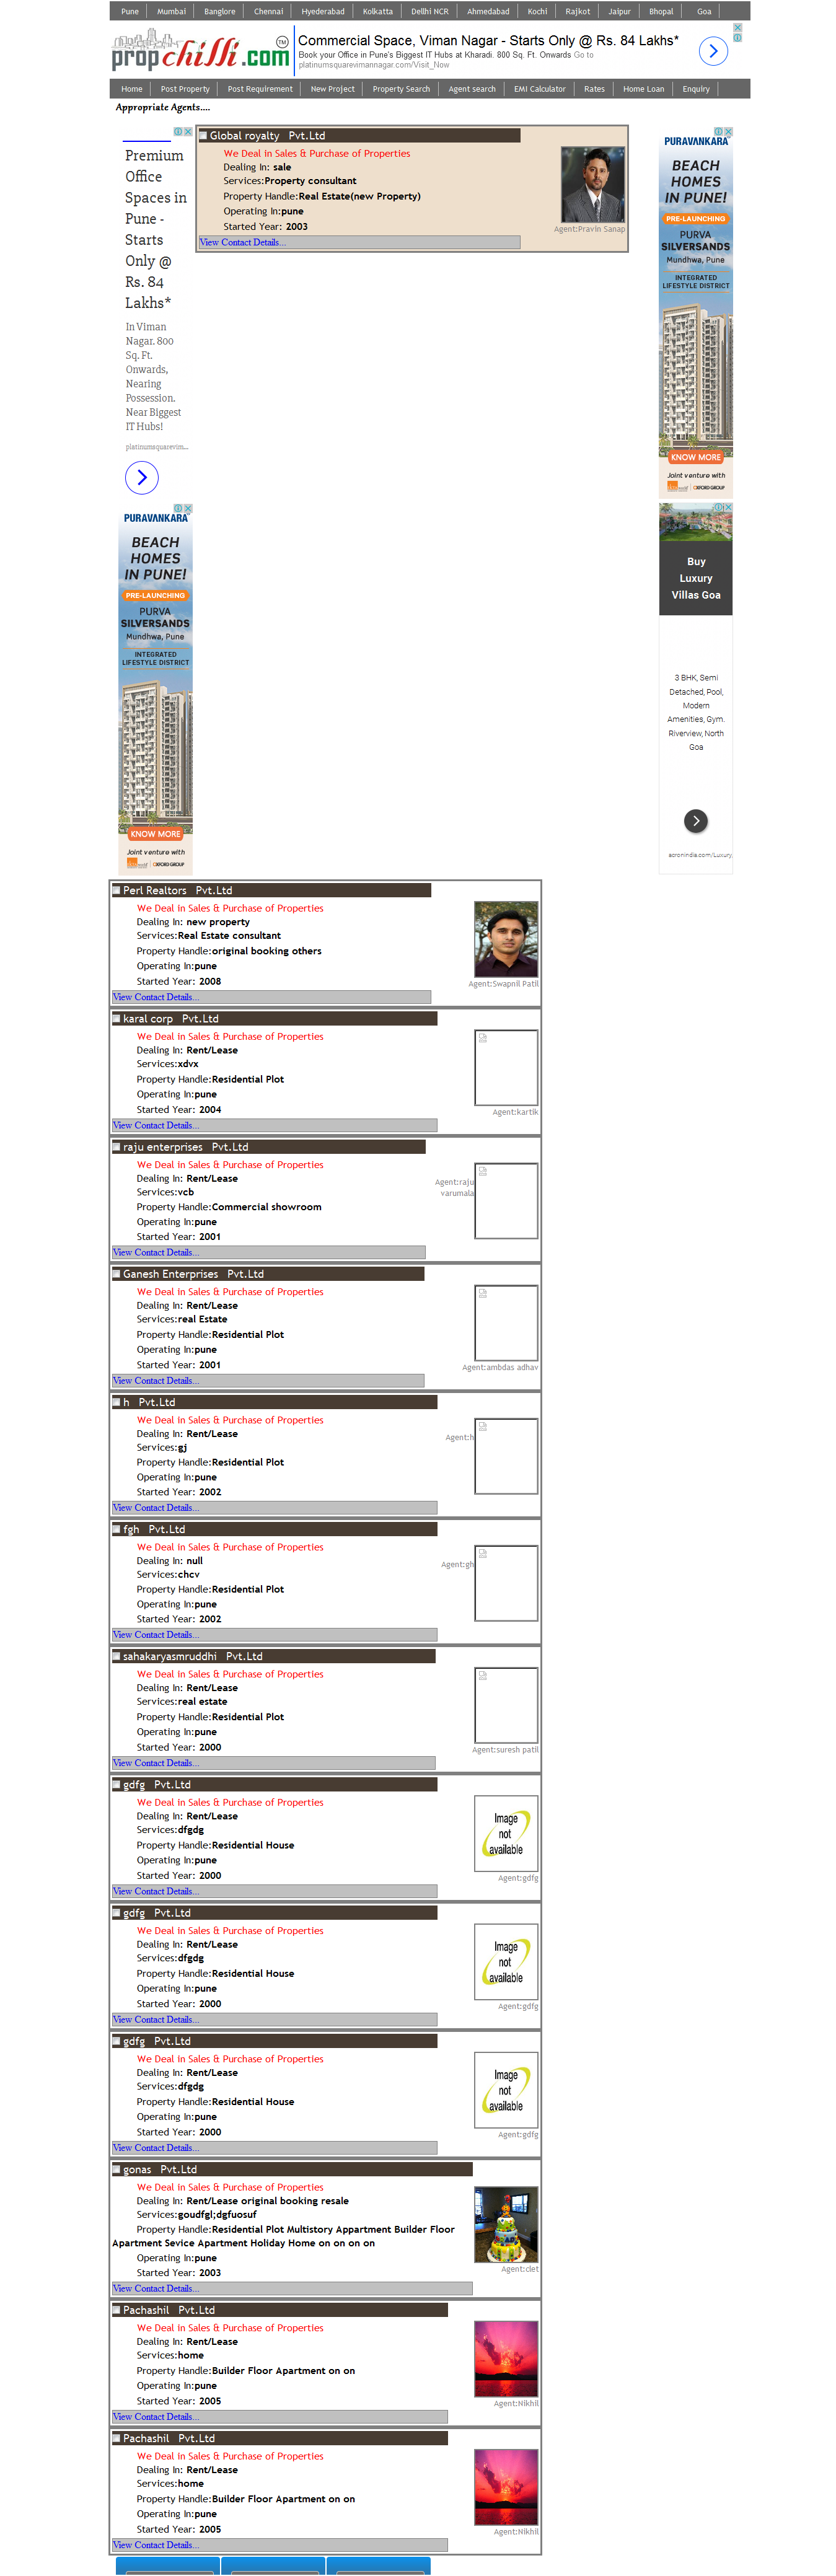 Pune Mumbai Banglore Chennai Hyederabad Kolkatta Dellhi NCR Ahmedabad Kochi Rajkot Jaipur Bhopal Goa
propchilli.com TM
Commercial Space, Viman Nagar - Starts Only @ Rs. 84 Lakhs*
Book your Office in Pune's Biggest IT Hubs at Kharadi. 800 Sq. Ft. Onwards Go to
platinumsquarevimannagar.com/Visit_Now
Home Post Property Post Requirement New Project Property Search Agent search EMI Calculator Rates Home Loan Enquiry
Appropriate Agents....
Premium
Office
Spaces in
Pune -
Starts
Only @
Rs. 84
Lakhs*
In Viman
Nagar. 800
Sq. Ft.
Onwards,
Nearing
Possession.
Near Biggest
IT Hubs!
platinumsquarevim...
PURAVANKARA
BEACH
HOMES
IN PUNE!
PRE-LAUNCHING
PURVA
SILVERSANDS
Mundhwa, Pune
INTEGRATED
LIFESTYLE DISTRICT
KNOW MORE
Joint venture with
OXFORD GROUP
Global royalty Pvt.Ltd
We Deal in Sales & Purchase of Properties
Dealing In: sale
Services:Property consultant
Property Handle:Real Estate(new Property)
Operating In:pune
Started Year: 2003
Agent:Pravin Sanap
View Contact Details...
PURAVANKARA
BEACH
HOMES
IN PUNE!
PRE-LAUNCHING
PURVA
SILVERSANDS
Mundhwa, Pune
INTEGRATED
LIFESTYLE DISTRICT
KNOW MORE
Joint venture with
OXFORD GROUP
Buy
Luxury
Villas Goa
3 BHK, Semi
Detached, Pool,
Modern
Amenities, Gym.
Riverview, North
Goa
acronindia.com/Luxury
Perl Realtors Pvt.Ltd
We Deal in Sales & Purchase of Properties
Dealing In: new property
Services:Real Estate consultant
Property Handle:original booking others
Operating In:pune
Started Year: 2008
Agent:Swapnil Patil
View Contact Details...
karal corp Pvt.Ltd
We Deal in Sales & Purchase of Properties
Dealing In: Rent/Lease
Services:xdvx
Property Handle:Residential Plot
Operating In:pune
Started Year: 2004
Agent:kartik
View Contact Details...
raju enterprises Pvt.Ltd
We Deal in Sales & Purchase of Properties
Dealing In: Rent/Lease
Services:vcb
Property Handle:Commercial showroom
Operating In:pune
Started Year: 2001
Agent:raju
varumala
View Contact Details...
Ganesh Enterprises Pvt.Ltd
We Deal in Sales & Purchase of Properties
Dealing In: Rent/Lease
Services:real Estate
Property Handle:Residential Plot
Operating In:pune
Started Year: 2001
Agent:ambdas adhav
View Contact Details...
h Pvt.Ltd
We Deal in Sales & Purchase of Properties
Dealing In: Rent/Lease
Services:gj
Property Handle:Residential Plot
Operating In:pune
Started Year: 2002
Agent:h
View Contact Details...
fgh Pvt.Ltd
We Deal in Sales & Purchase of Properties
Dealing In: null
Services:chcv
Property Handle:Residential Plot
Operating In:pune
Started Year: 2002
Agent:gh
View Contact Details...
sahakaryasmruddhi Pvt.Ltd
We Deal in Sales & Purchase of Properties
Dealing In: Rent/Lease
Services:real estate
Property Handle:Residential Plot
Operating In:pune
Started Year: 2000
Agent:suresh patil
View Contact Details...
gdfg Pvt.Ltd
We Deal in Sales & Purchase of Properties
Dealing In: Rent/Lease
Services:dfgdg
Property Handle:Residential House
Operating In:pune
Started Year: 2000
Image
not
available
Agent:gdfg
View Contact Details...
gdfg Pvt.Ltd
We Deal in Sales & Purchase of Properties
Dealing In: Rent/Lease
Services:dfgdg
Property Handle:Residential House
Operating In:pune
Started Year: 2000
Image
not
available
Agent:gdfg
View Contact Details...
gdfg Pvt.Ltd
We Deal in Sales & Purchase of Properties
Dealing In: Rent/Lease
Services:dfgdg
Property Handle:Residential House
Operating In:pune
Started Year: 2000
Image
not
available
Agent:gdfg
View Contact Details...
gonas Pvt.Ltd
We Deal in Sales & Purchase of Properties
Dealing In: Rent/Lease original booking resale
Services:goudfgl;dgfuosuf
Property Handle:Residential Plot Multistory Appartment Builder Floor
Apartment Sevice Apartment Holiday Home on on on on
Operating In:pune
Started Year: 2003
Agent:clet
View Contact Details...
Pachashil Pvt.Ltd
We Deal in Sales & Purchase of Properties
Dealing In: Rent/Lease
Services:home
Property Handle:Builder Floor Apartment on on
Operating In:pune
Started Year: 2005
Agent:Nikhil
View Contact Details...
Pachashil Pvt.Ltd
We Deal in Sales & Purchase of Properties
Dealing In: Rent/Lease
Services:home
Property Handle:Builder Floor Apartment on on
Operating In:pune
Started Year: 2005
Agent:Nikhil
View Contact Details...